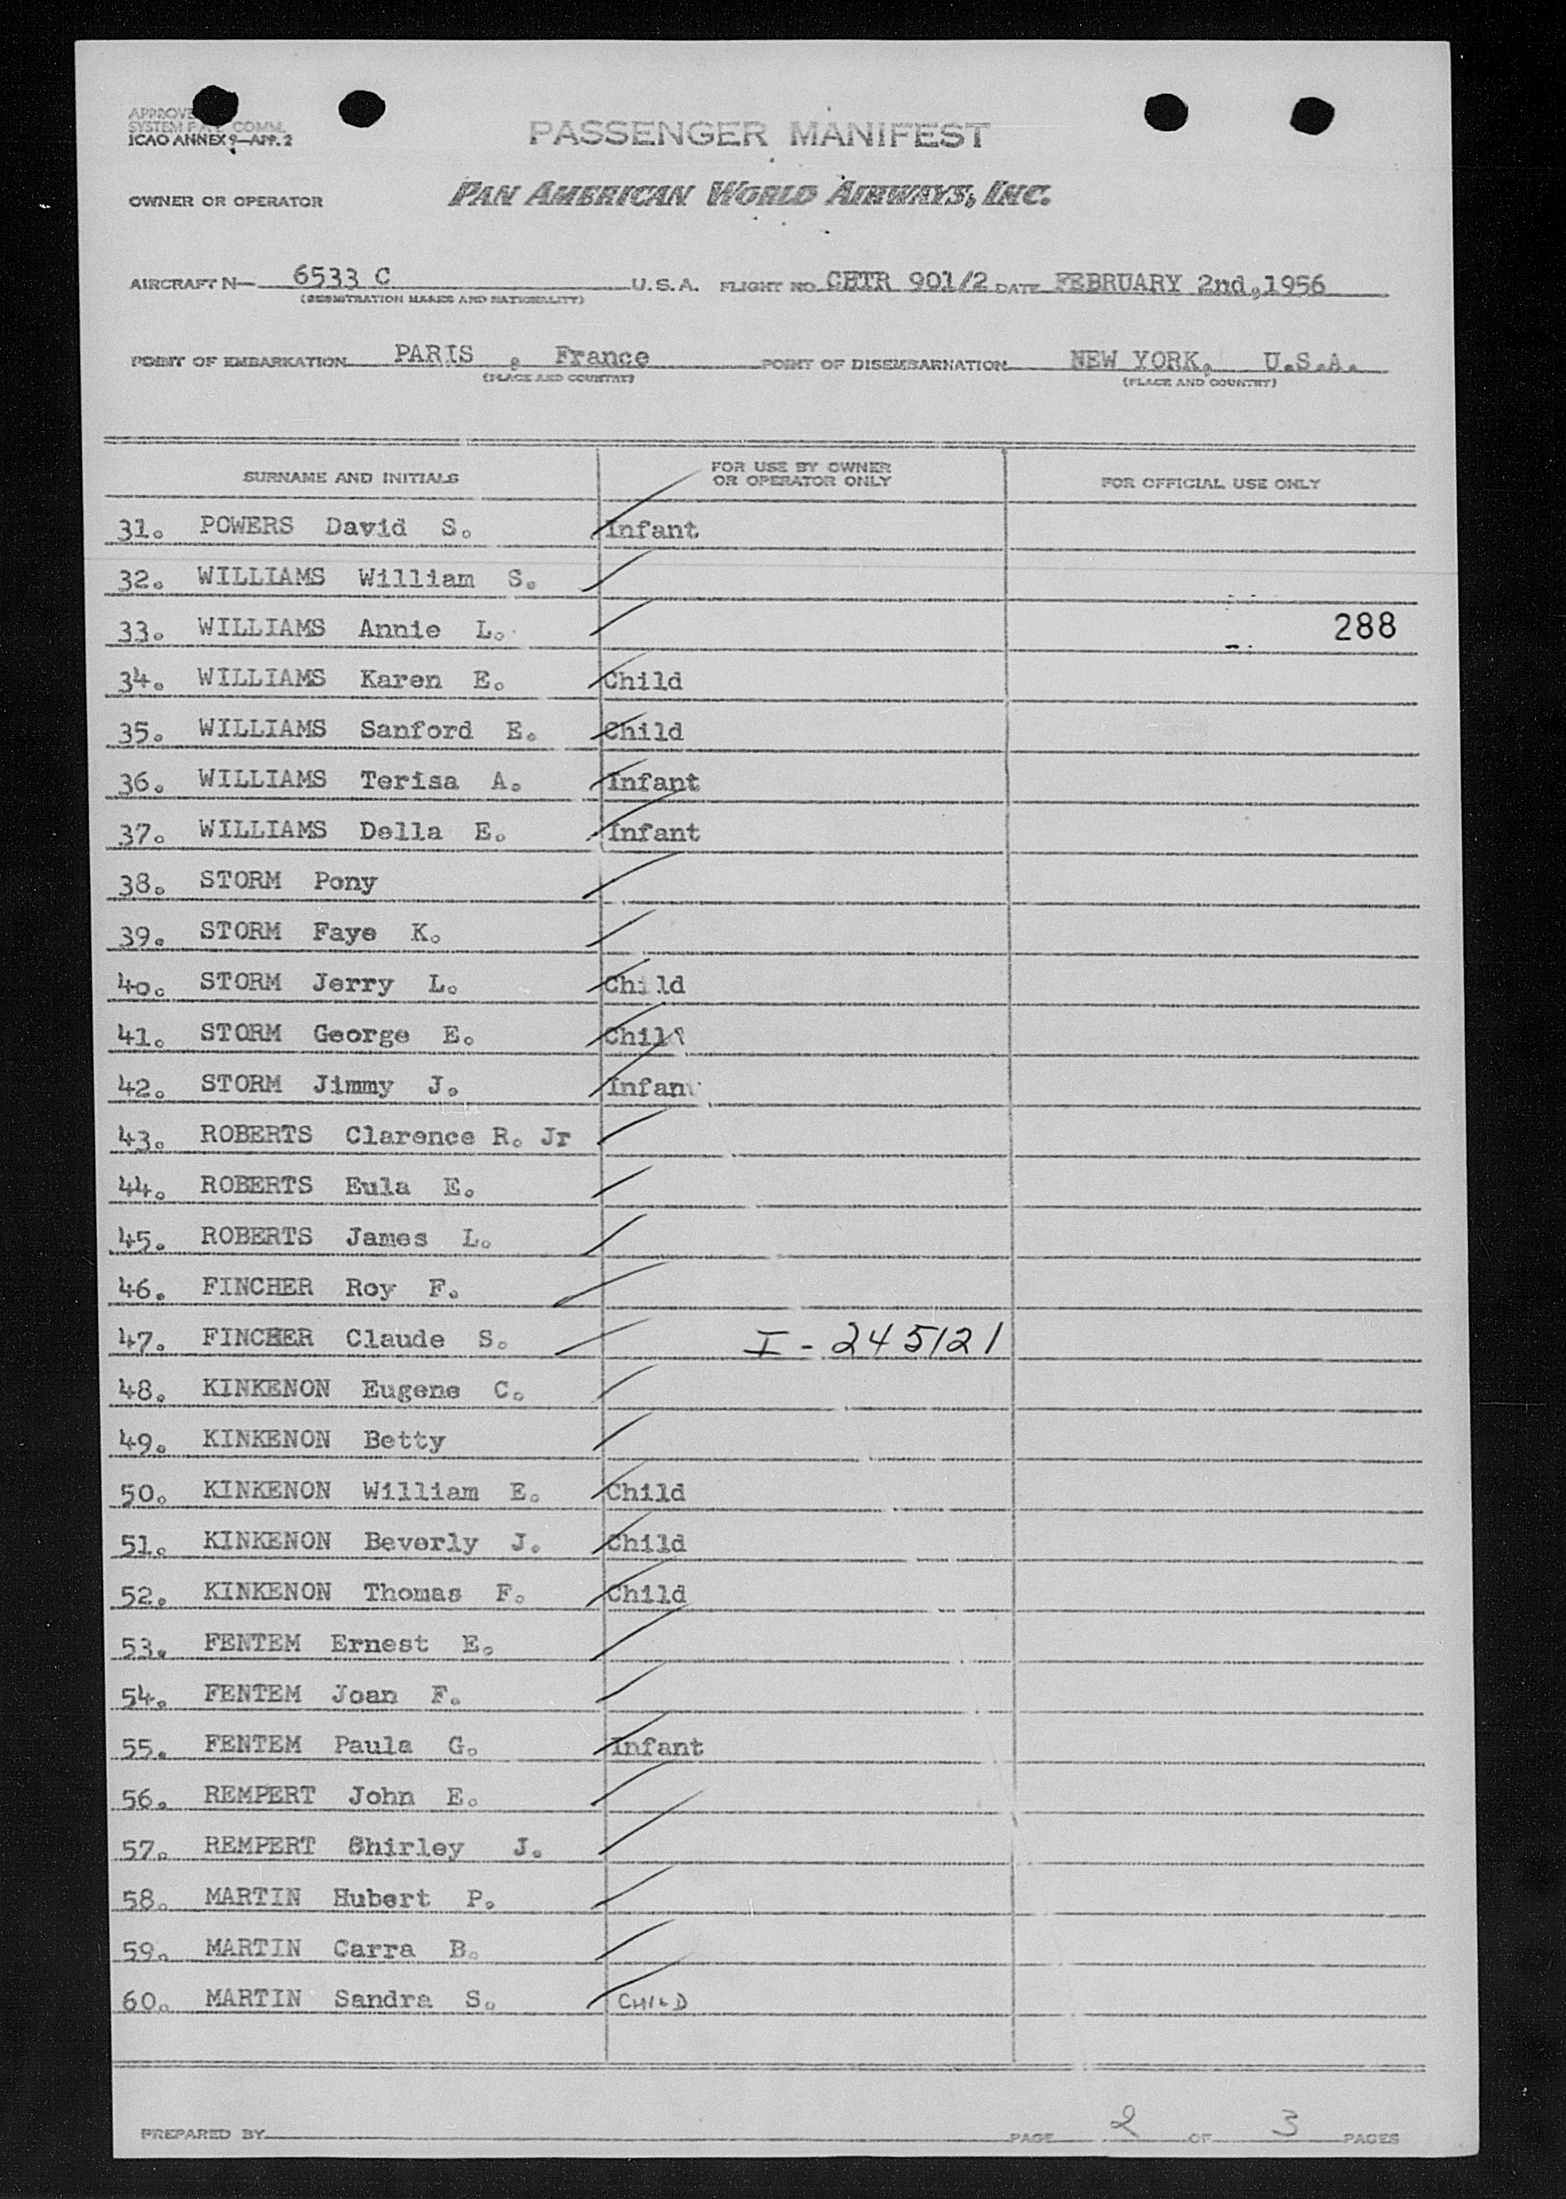 APPROVE
SYSTEM F.A.L. COMM.
ICAO ANNEX 9—APP. 2
PASSENGER MANIFEST
OWNER OR OPERATOR PAN AMERICAN WORLD AIRWAYS, INC.
AIRCRAFT N— 6533 C U.S.A. FLIGHT NO. CHTR 901/2 DATE FEBRUARY 2nd,1956
(REGISTRATION MARKS AND NATIONALITY)
POINT OF EMBARKATION PARIS , France POINT OF DISEMBARKATION NEW YORK, U.S.A.
(PLACE AND COUNTRY) (PLACE AND COUNTRY)
SURNAME AND INITIALS FOR USE BY OWNER OR OPERATOR ONLY FOR OFFICIAL USE ONLY
31. POWERS David S. Infant
32. WILLIAMS William S.
33. WILLIAMS Annie L. 288
34. WILLIAMS Karen E. Child
35. WILLIAMS Sanford E. Child
36. WILLIAMS Terisa A. Infant
37. WILLIAMS Della E. Infant
38. STORM Pony
39. STORM Faye K.
40. STORM Jerry L. Child
41. STORM George E. Child
42. STORM Jimmy J. Infant
43. ROBERTS Clarence R. Jr
44. ROBERTS Eula E.
45. ROBERTS James L.
46. FINCHER Roy F.
47. FINCHER Claude S. I - 245121
48. KINKENON Eugene C.
49. KINKENON Betty
50. KINKENON William E. Child
51. KINKENON Beverly J. Child
52. KINKENON Thomas F. Child
53. FENTEM Ernest E.
54. FENTEM Joan F.
55. FENTEM Paula G. Infant
56. REMPERT John E.
57. REMPERT Shirley J.
58. MARTIN Hubert P.
59. MARTIN Carra B.
60. MARTIN Sandra S. CHILD
PREPARED BY PAGE 2 OF 3 PAGES